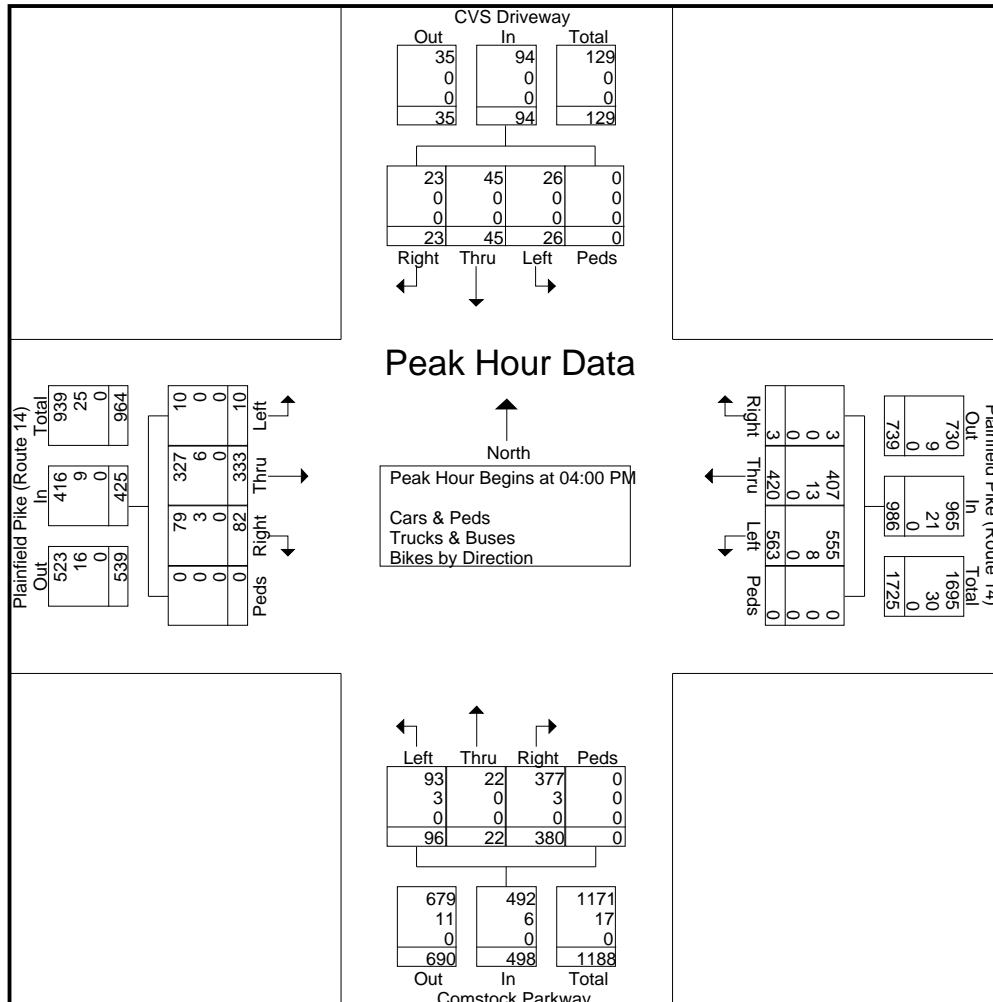 CVS Driveway
Out In Total
35 94 129
0 0 0
0 0 0
35 94 129
23 45 26 0
0 0 0 0
0 0 0 0
23 45 26 0
Right Thru Left Peds
Peak Hour Data
North
Peak Hour Begins at 04:00 PM
Cars & Peds
Trucks & Buses
Bikes by Direction
Plainfield Pike (Route 14)
Out In Total
523 416 939
16 9 25
0 0 0
539 425 964
Peds Right Thru Left
0 79 327 10
0 3 6 0
0 0 0 0
0 82 333 10
Plainfield Pike (Route 14)
Out In Total
730 965 1695
9 21 30
0 0 0
739 986 1725
3 407 555 0
0 13 8 0
0 0 0 0
3 420 563 0
Right Thru Left Peds
Left Thru Right Peds
93 22 377 0
3 0 3 0
0 0 0 0
96 22 380 0
679 492 1171
11 6 17
0 0 0
690 498 1188
Out In Total
Comstock Parkway